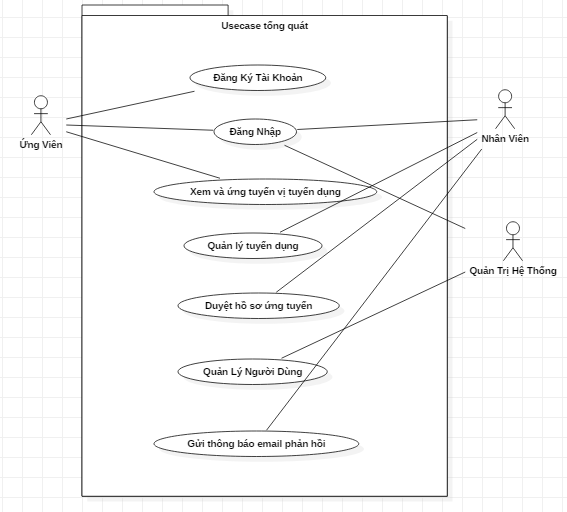 Usecase tổng quát
Đăng Ký Tài Khoản
Đăng Nhập
Ứng Viên
Nhân Viên
Xem và ứng tuyển vị tuyển dụng
Quản lý tuyển dụng
Quản Trị Hệ Thống
Duyệt hồ sơ ứng tuyển
Quản Lý Người Dùng
Gửi thông báo email phản hồi